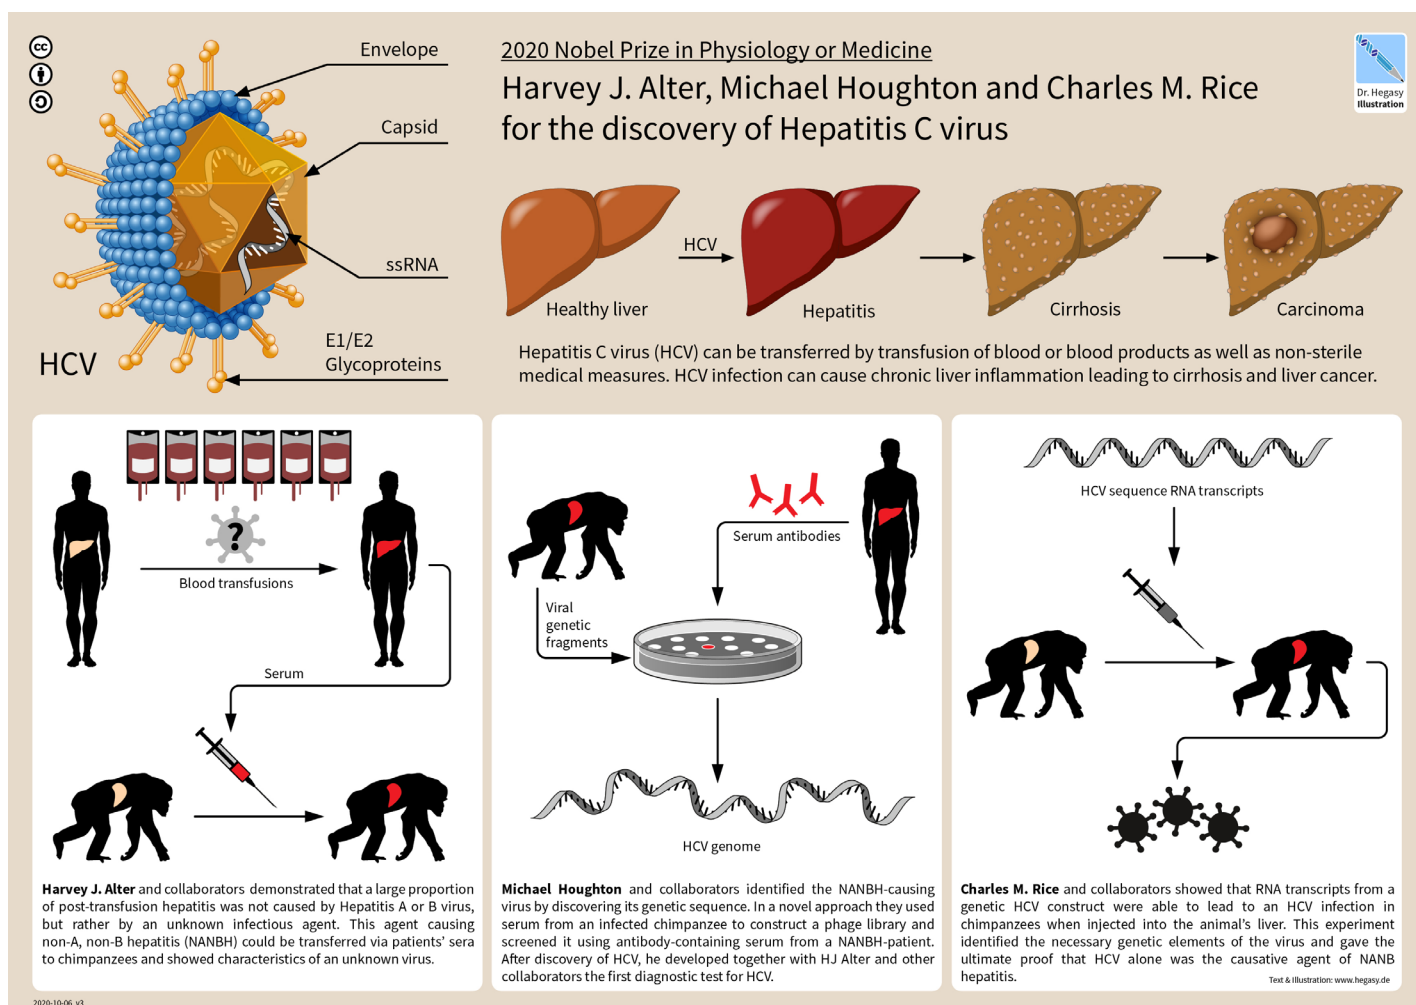 cc
Envelope
Capsid
ssRNA
E1/E2
Glycoproteins
HCV
2020 Nobel Prize in Physiology or Medicine
Harvey J. Alter, Michael Houghton and Charles M. Rice
for the discovery of Hepatitis C virus
Dr. Hegasy
Illustration
HCV
Healthy liver
Hepatitis
Cirrhosis
Carcinoma
Hepatitis C virus (HCV) can be transferred by transfusion of blood or blood products as well as non-sterile
medical measures. HCV infection can cause chronic liver inflammation leading to cirrhosis and liver cancer.
?
Blood transfusions
Serum
Harvey J. Alter and collaborators demonstrated that a large proportion
of post-transfusion hepatitis was not caused by Hepatitis A or B virus,
but rather by an unknown infectious agent. This agent causing
non-A, non-B hepatitis (NANBH) could be transferred via patients' sera
to chimpanzees and showed characteristics of an unknown virus.
Serum antibodies
Viral
genetic
fragments
HCV genome
Michael Houghton and collaborators identified the NANBH-causing
virus by discovering its genetic sequence. In a novel approach they used
serum from an infected chimpanzee to construct a phage library and
screened it using antibody-containing serum from a NANBH-patient.
After discovery of HCV, he developed together with HJ Alter and other
collaborators the first diagnostic test for HCV.
HCV sequence RNA transcripts
Charles M. Rice and collaborators showed that RNA transcripts from a
genetic HCV construct were able to lead to an HCV infection in
chimpanzees when injected into the animal's liver. This experiment
identified the necessary genetic elements of the virus and gave the
ultimate proof that HCV alone was the causative agent of NANB
hepatitis.
Text & Illustration: www.hegasy.de
2020-10-06_v3